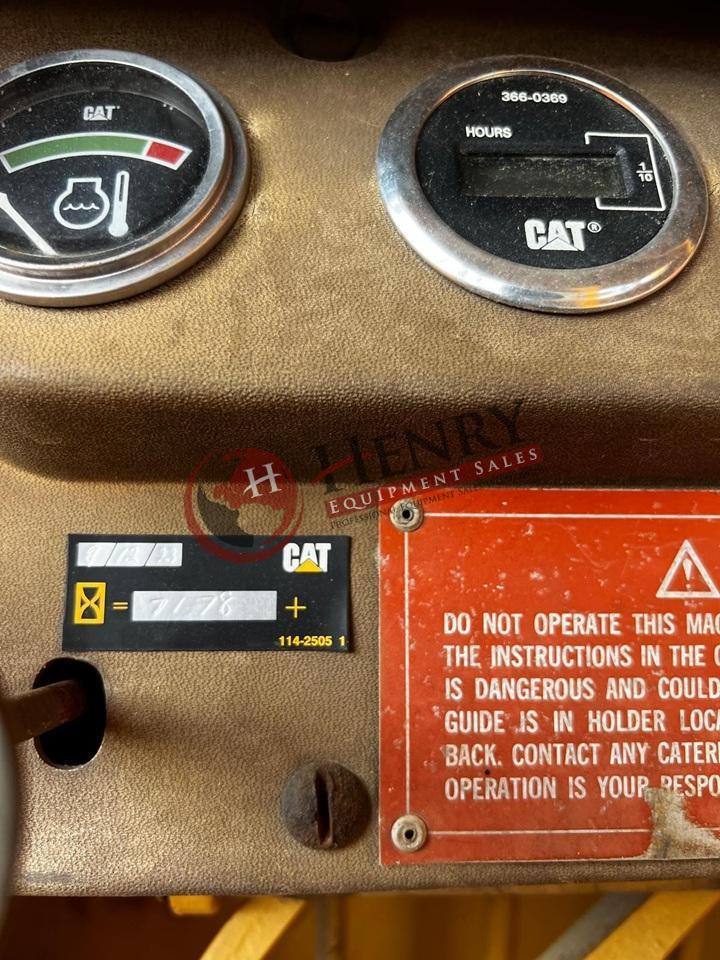 CAT
366-0369
HOURS
1/10
CAT®
H HENRY
EQUIPMENT SALES
CAT
= 7178 +
114-2505 1
DO NOT OPERATE THIS MAC
THE INSTRUCTIONS IN THE
IS DANGEROUS AND COULD
GUIDE IS IN HOLDER LOCA
BACK. CONTACT ANY CATER
OPERATION IS YOUR RESPO